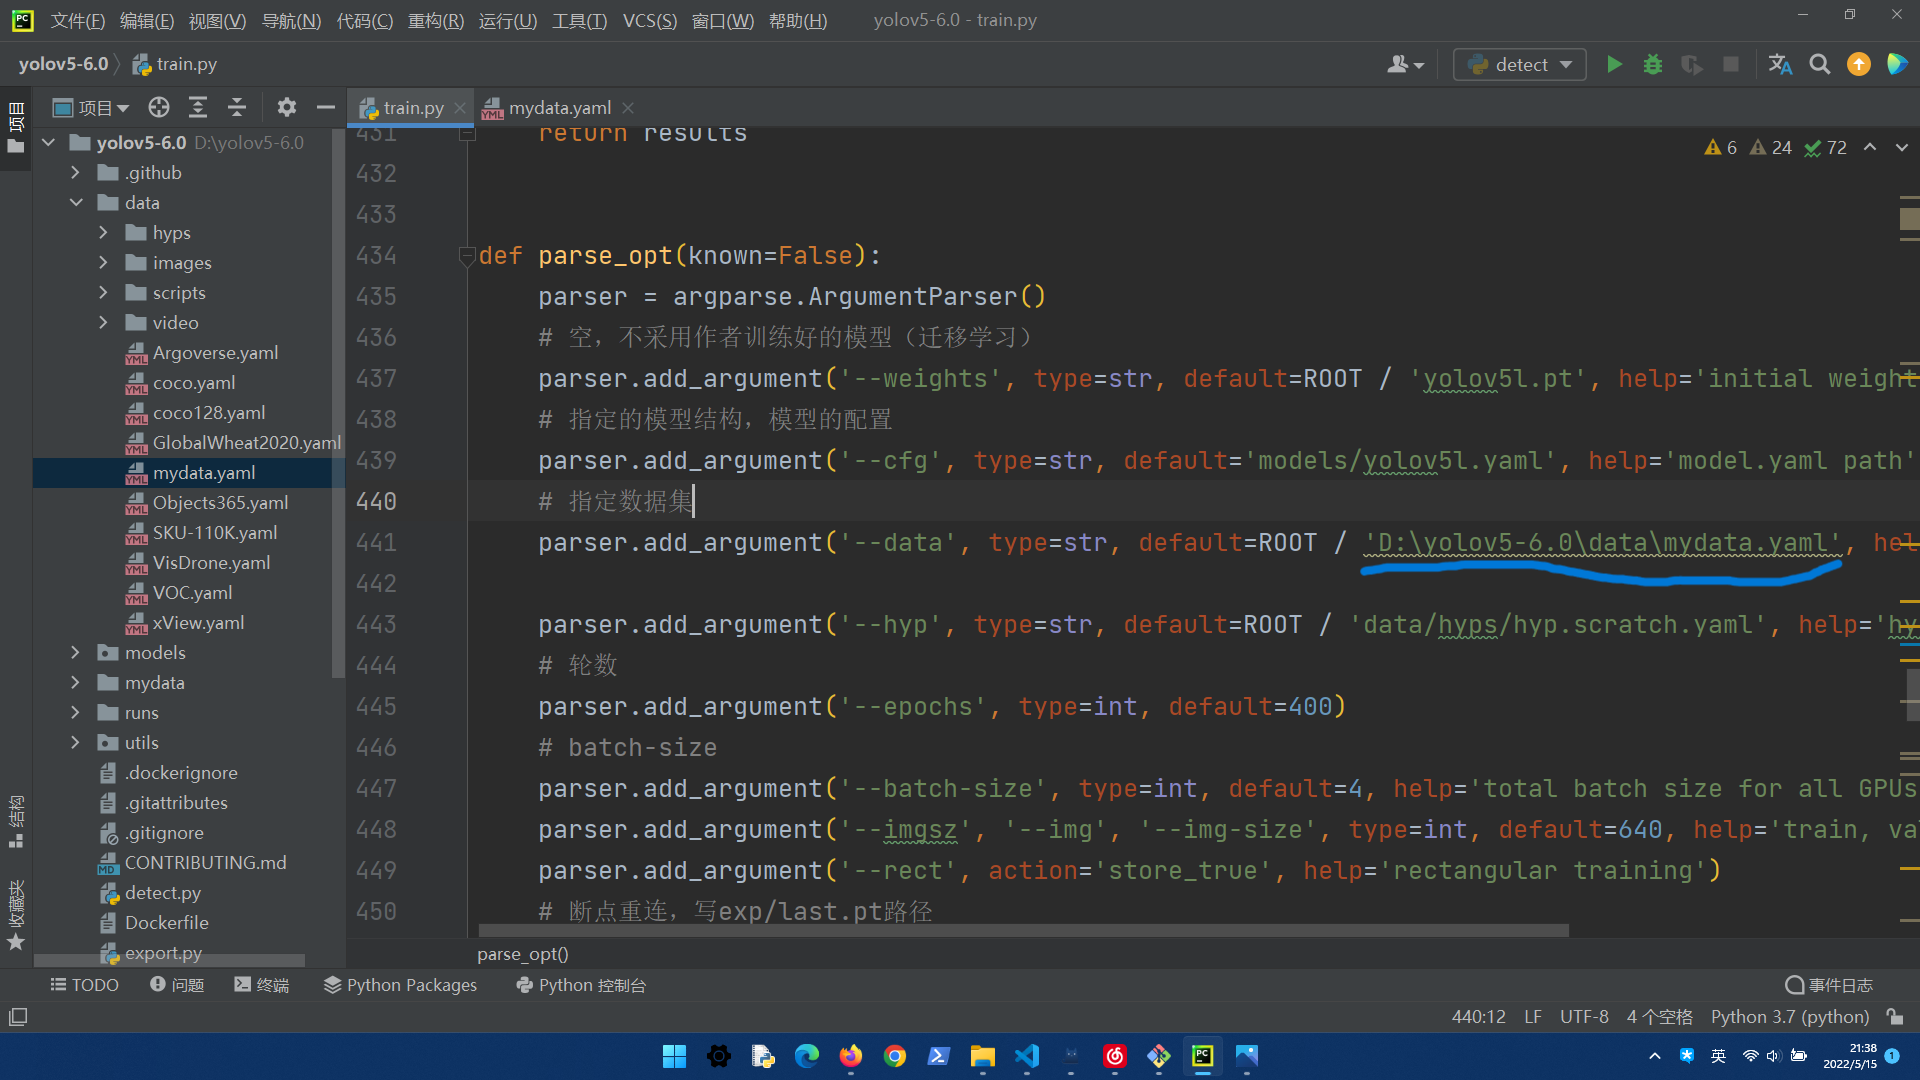 文件(F) 编辑(E) 视图(V) 导航(N) 代码(C) 重构(R) 运行(U) 工具(T) VCS(S) 窗口(W) 帮助(H) yolov5-6.0 - train.py
yolov5-6.0 train.py detect
项目 train.py mydata.yaml
项目
结构
收藏夹
yolov5-6.0 D:\yolov5-6.0
.github
data
hyps
images
scripts
video
Argoverse.yaml
coco.yaml
coco128.yaml
GlobalWheat2020.yaml
mydata.yaml
Objects365.yaml
SKU-110K.yaml
VisDrone.yaml
VOC.yaml
xView.yaml
models
mydata
runs
utils
.dockerignore
.gitattributes
.gitignore
CONTRIBUTING.md
detect.py
Dockerfile
export.py
6 24 72
431 return results
432
433
434 def parse_opt(known=False):
435 parser = argparse.ArgumentParser()
436 # 空，不采用作者训练好的模型（迁移学习）
437 parser.add_argument('--weights', type=str, default=ROOT / 'yolov5l.pt', help='initial weight
438 # 指定的模型结构，模型的配置
439 parser.add_argument('--cfg', type=str, default='models/yolov5l.yaml', help='model.yaml path'
440 # 指定数据集
441 parser.add_argument('--data', type=str, default=ROOT / 'D:\yolov5-6.0\data\mydata.yaml', hel
442
443 parser.add_argument('--hyp', type=str, default=ROOT / 'data/hyps/hyp.scratch.yaml', help='hy
444 # 轮数
445 parser.add_argument('--epochs', type=int, default=400)
446 # batch-size
447 parser.add_argument('--batch-size', type=int, default=4, help='total batch size for all GPUs
448 parser.add_argument('--imgsz', '--img', '--img-size', type=int, default=640, help='train, va
449 parser.add_argument('--rect', action='store_true', help='rectangular training')
450 # 断点重连，写exp/last.pt路径
parse_opt()
TODO 问题 终端 Python Packages Python 控制台 事件日志
440:12 LF UTF-8 4 个空格 Python 3.7 (python)
英 21:38
2022/5/15 1